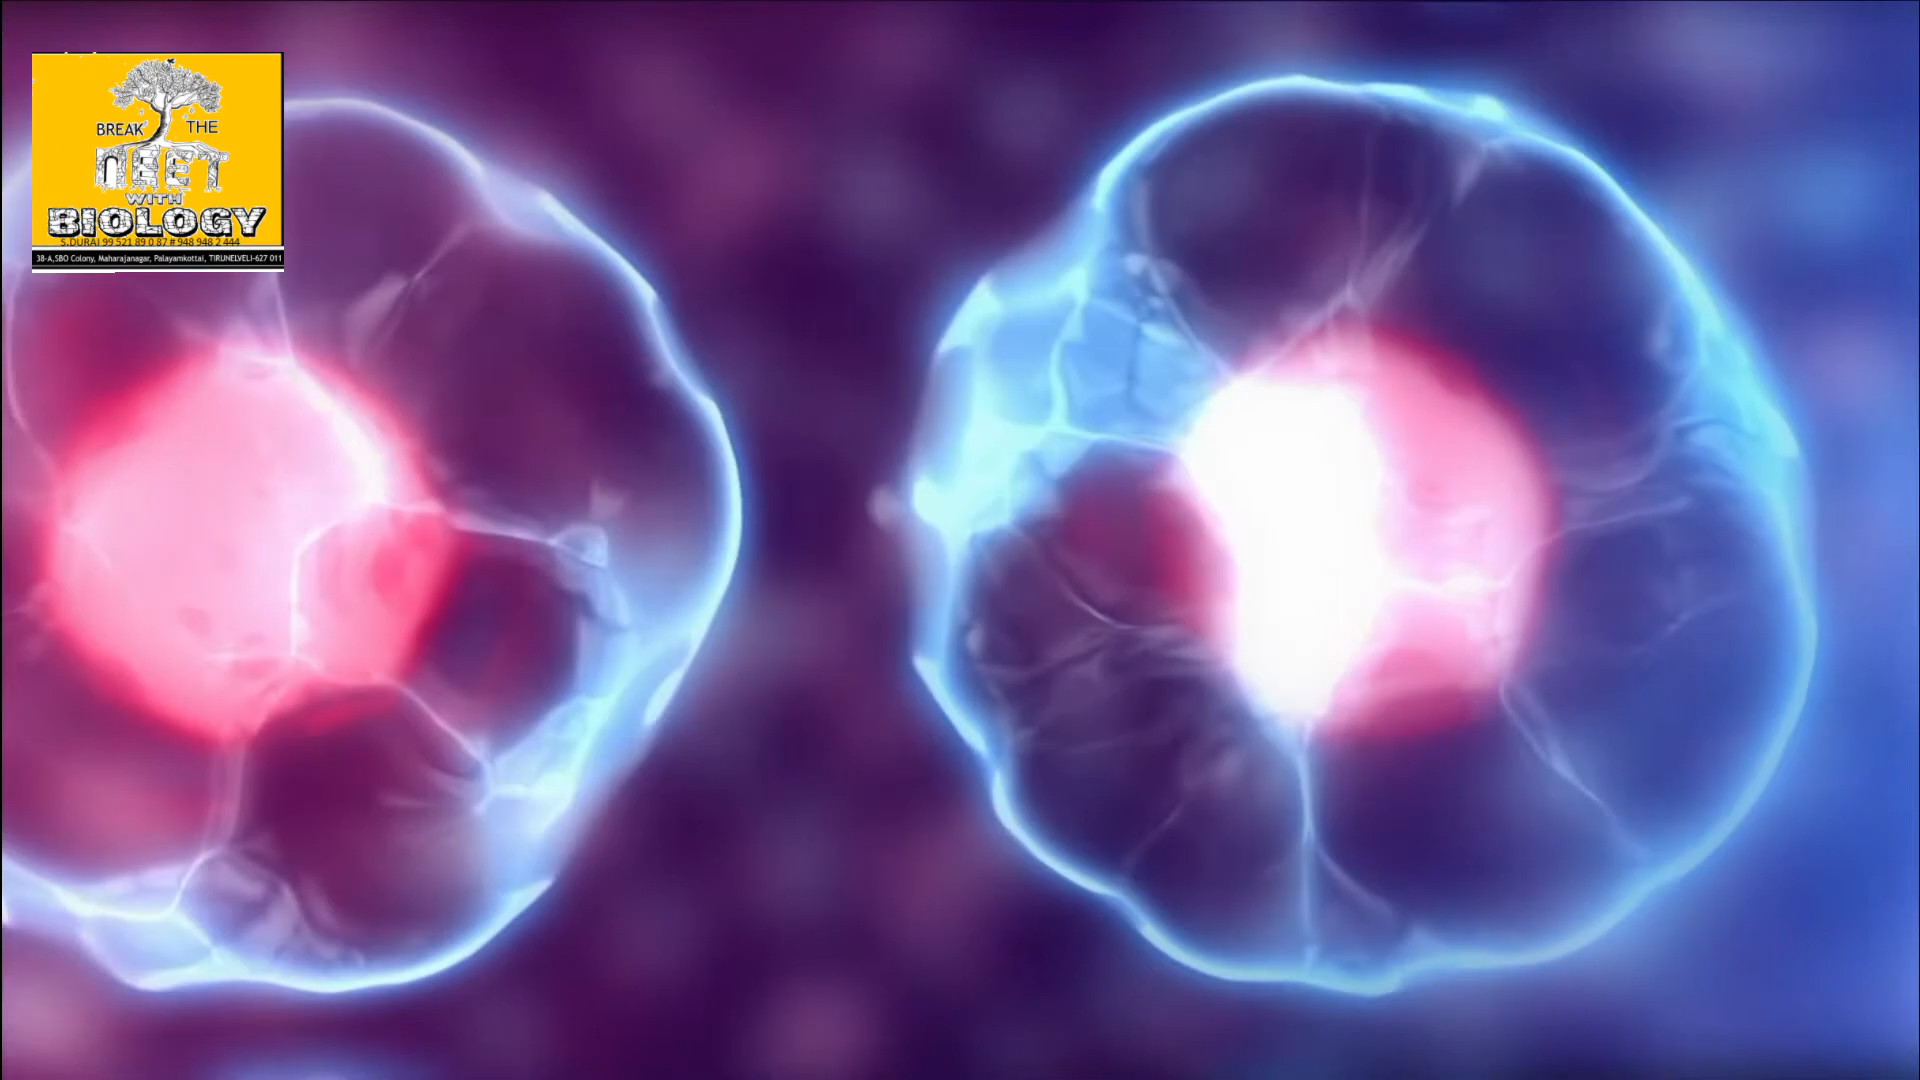 BREAK THE
NEET
WITH
BIOLOGY
S.DURAI 99 521 89 0 87 # 948 948 2 444
38-A,SBO Colony, Maharajanagar, Palayamkottai, TIRUNELVELI-627 011